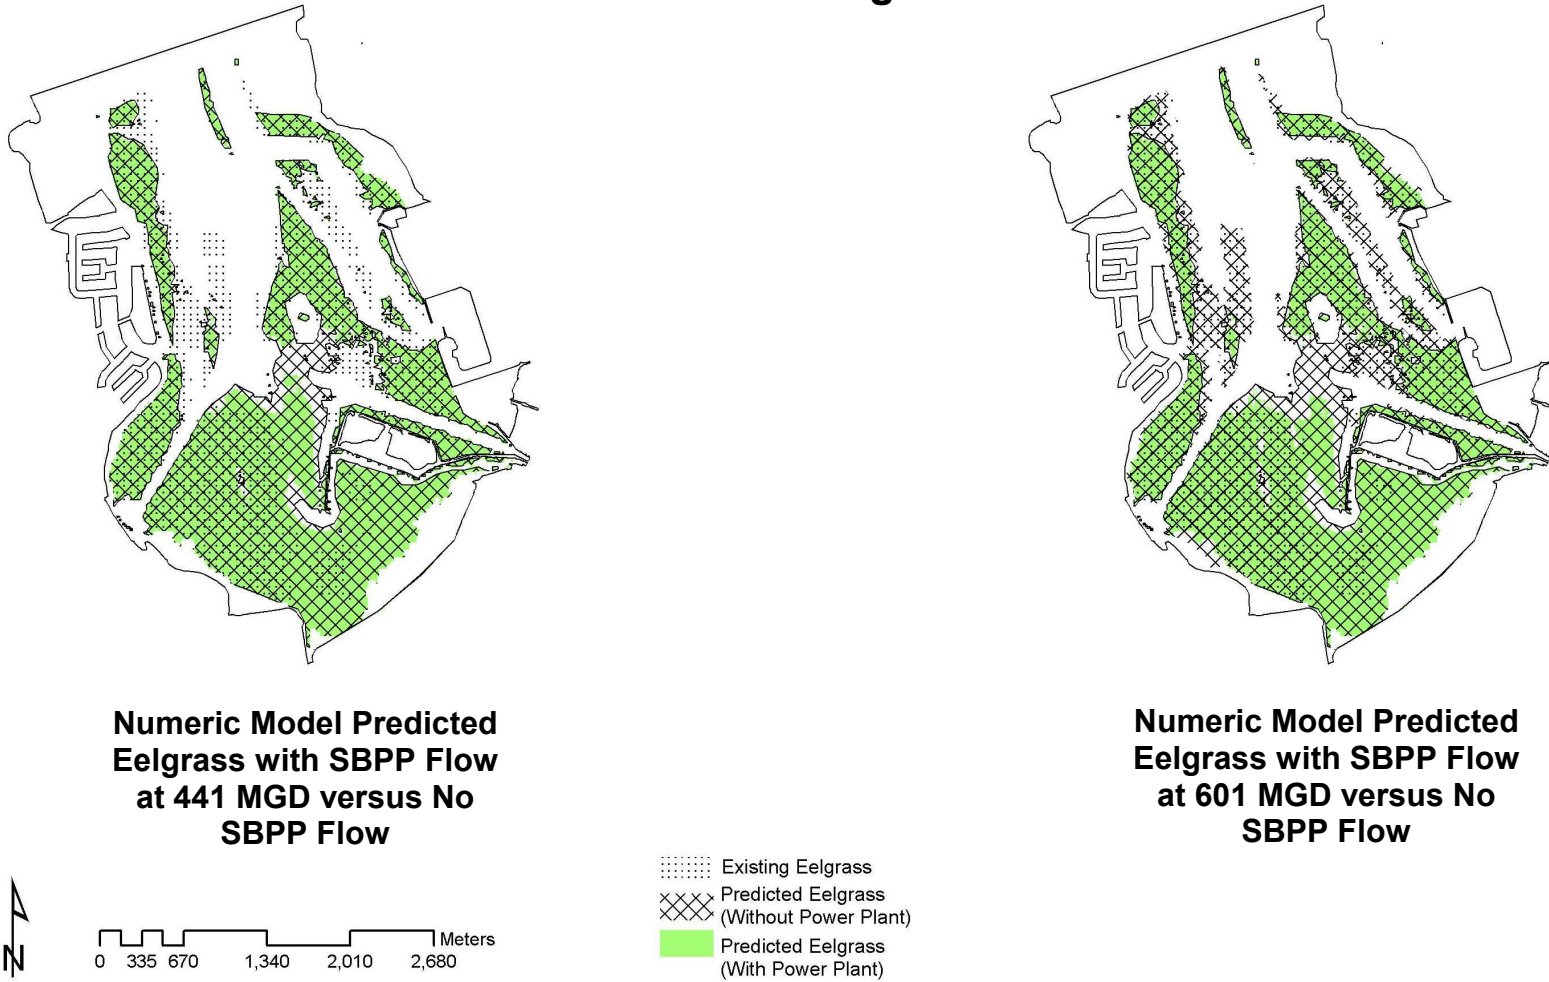 g
Numeric Model Predicted
Eelgrass with SBPP Flow
at 441 MGD versus No
SBPP Flow
Numeric Model Predicted
Eelgrass with SBPP Flow
at 601 MGD versus No
SBPP Flow
Existing Eelgrass
Predicted Eelgrass
(Without Power Plant)
Predicted Eelgrass
(With Power Plant)
N
Meters
0 335 670 1,340 2,010 2,680